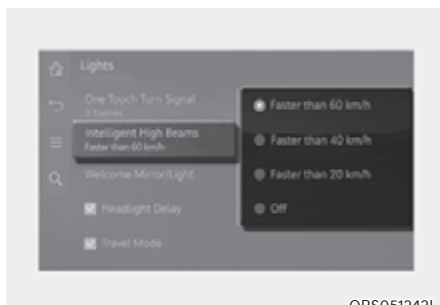 Lights
One Touch Turn Signal
3 flashes
Intelligent High Beams
Faster than 60 km/h
Welcome Mirror/Light
Headlight Delay
Travel Mode
Faster than 60 km/h
Faster than 40 km/h
Faster than 20 km/h
Off